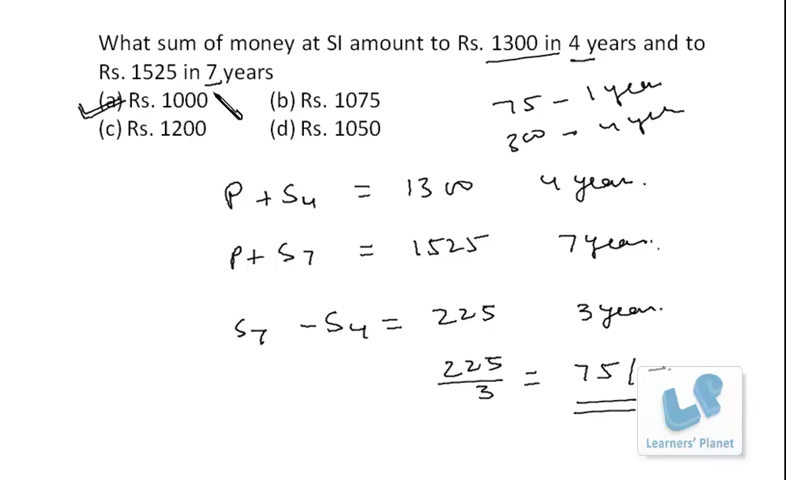 What sum of money at SI amount to Rs. 1300 in 4 years and to
Rs. 1525 in 7 years
(a) Rs. 1000 (b) Rs. 1075
(c) Rs. 1200 (d) Rs. 1050
75 - 1 year
300 - 4 year
P + S4 = 1300 4 year.
P + S7 = 1525 7 year.
S7 - S4 = 225 3 year.
225/3 = 75/-
Learners' Planet